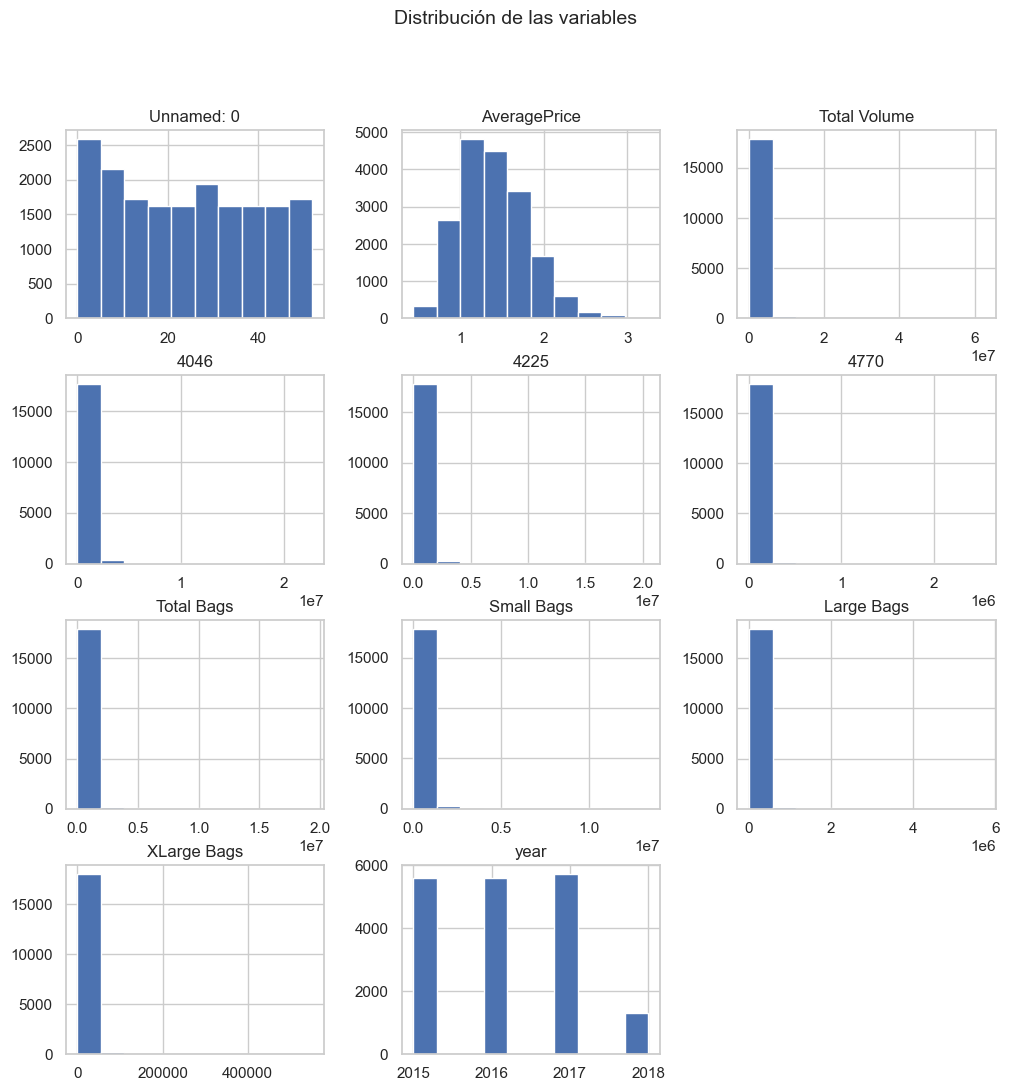 Distribución de las variables
Unnamed: 0
AveragePrice
Total Volume
2500
2000
1500
1000
500
0
0 20 40
5000
4000
3000
2000
1000
0
1 2 3
15000
10000
5000
0
0 2 4 6
1e7
4046
4225
4770
15000
10000
5000
0
0 1 2
1e7
15000
10000
5000
0
0.0 0.5 1.0 1.5 2.0
1e7
15000
10000
5000
0
0 1 2
1e6
Total Bags
Small Bags
Large Bags
15000
10000
5000
0
0.0 0.5 1.0 1.5 2.0
1e7
15000
10000
5000
0
0.0 0.5 1.0
1e7
15000
10000
5000
0
0 2 4 6
1e6
XLarge Bags
year
15000
10000
5000
0
0 200000 400000
6000
4000
2000
0
2015 2016 2017 2018